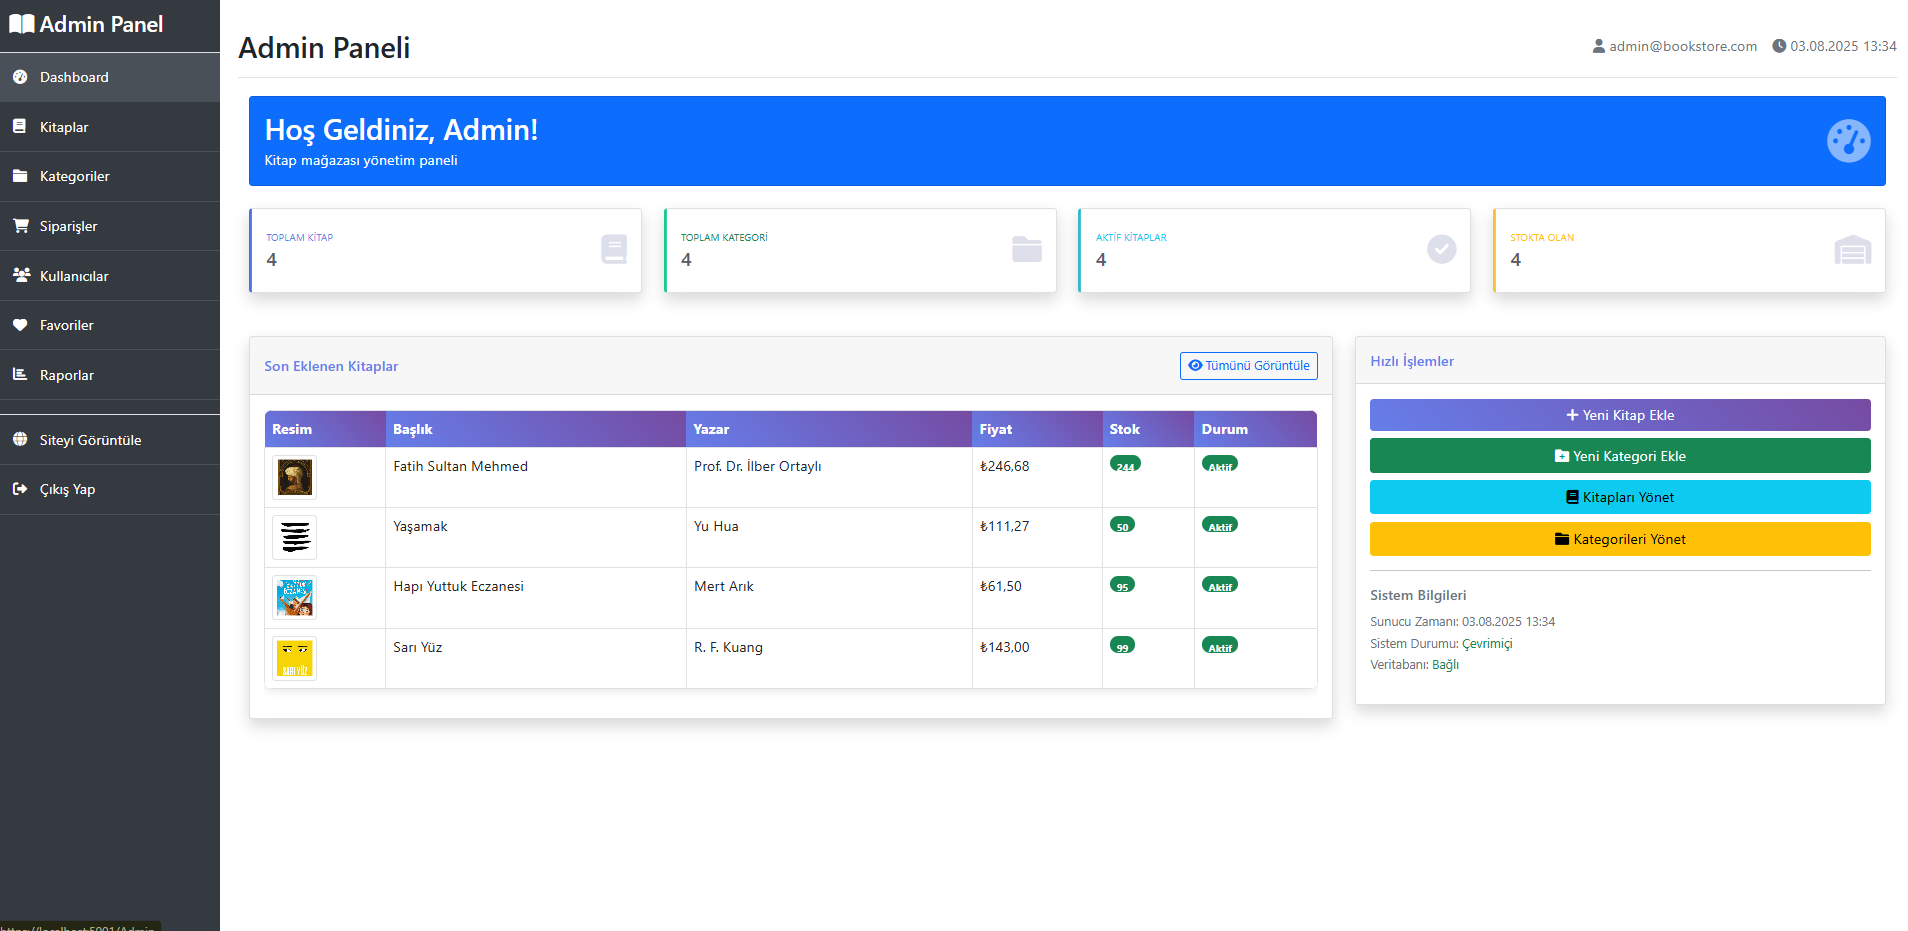 Admin Panel
Dashboard
Kitaplar
Kategoriler
Siparişler
Kullanıcılar
Favoriler
Raporlar
Siteyi Görüntüle
Çıkış Yap
Admin Paneli
admin@bookstore.com 03.08.2025 13:34
Hoş Geldiniz, Admin!
Kitap mağazası yönetim paneli
TOPLAM KİTAP
4
TOPLAM KATEGORİ
4
AKTİF KİTAPLAR
4
STOKTA OLAN
4
Son Eklenen Kitaplar Tümünü Görüntüle
Resim Başlık Yazar Fiyat Stok Durum
Fatih Sultan Mehmed Prof. Dr. İlber Ortaylı ₺246,68 244 Aktif
Yaşamak Yu Hua ₺111,27 50 Aktif
Hapı Yuttuk Eczanesi Mert Arık ₺61,50 95 Aktif
SARI YÜZ
Sarı Yüz R. F. Kuang ₺143,00 99 Aktif
Hızlı İşlemler
Yeni Kitap Ekle
Yeni Kategori Ekle
Kitapları Yönet
Kategorileri Yönet
Sistem Bilgileri
Sunucu Zamanı: 03.08.2025 13:34
Sistem Durumu: Çevrimiçi
Veritabanı: Bağlı